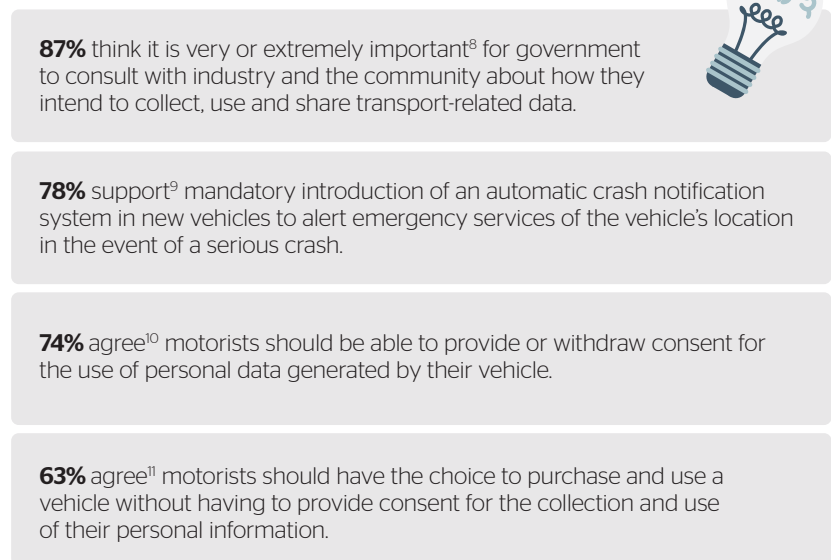 87% think it is very or extremely important⁸ for government
to consult with industry and the community about how they
intend to collect, use and share transport-related data.
78% support⁹ mandatory introduction of an automatic crash notification
system in new vehicles to alert emergency services of the vehicle’s location
in the event of a serious crash.
74% agree¹⁰ motorists should be able to provide or withdraw consent for
the use of personal data generated by their vehicle.
63% agree¹¹ motorists should have the choice to purchase and use a
vehicle without having to provide consent for the collection and use
of their personal information.